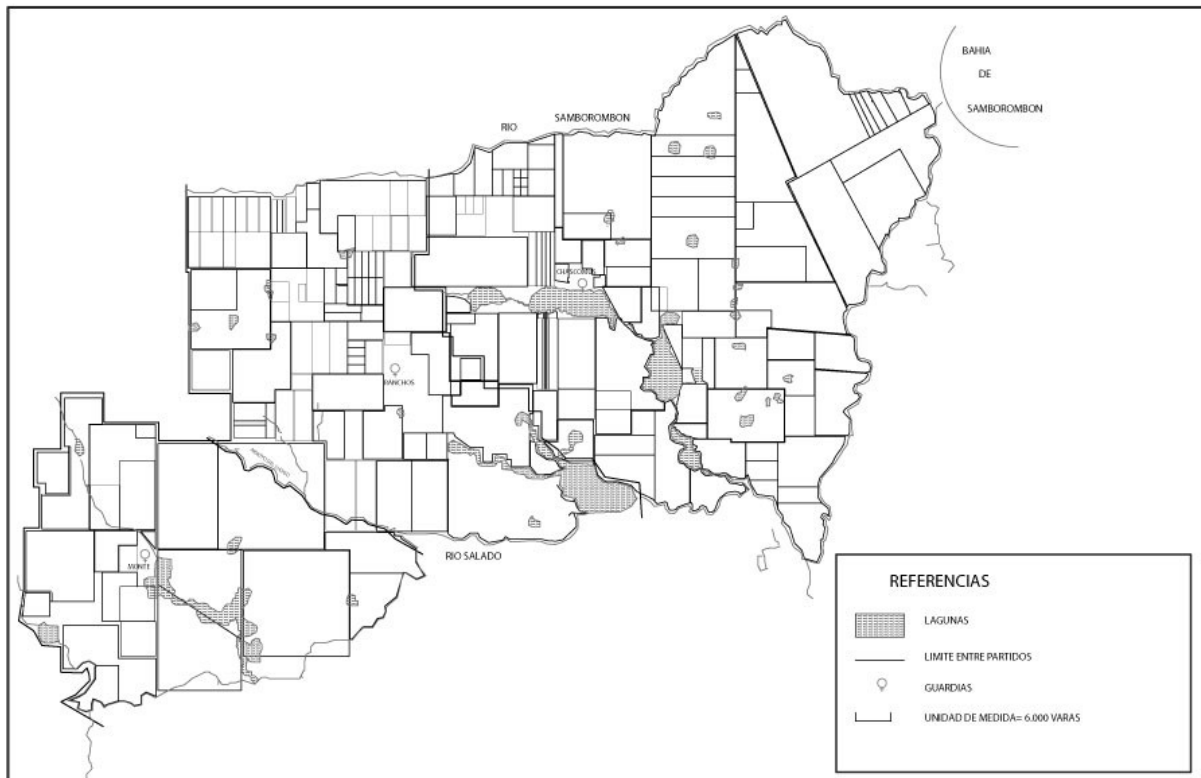 BAHIA
DE
SAMBOROMBON
RIO SAMBOROMBON
CHASCOMUS
RANCHOS
MONTE
RIO SALADO
REFERENCIAS
LAGUNAS
LIMITE ENTRE PARTIDOS
GUARDIAS
UNIDAD DE MEDIDA= 6.000 VARAS